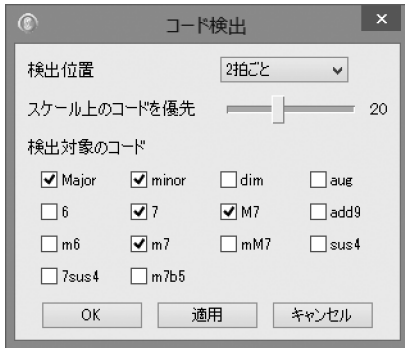 コード検出
検出位置 2拍ごと
スケール上のコードを優先 20
検出対象のコード
Major minor dim aug
6 7 M7 add9
m6 m7 mM7 sus4
7sus4 m7b5
OK 適用 キャンセル